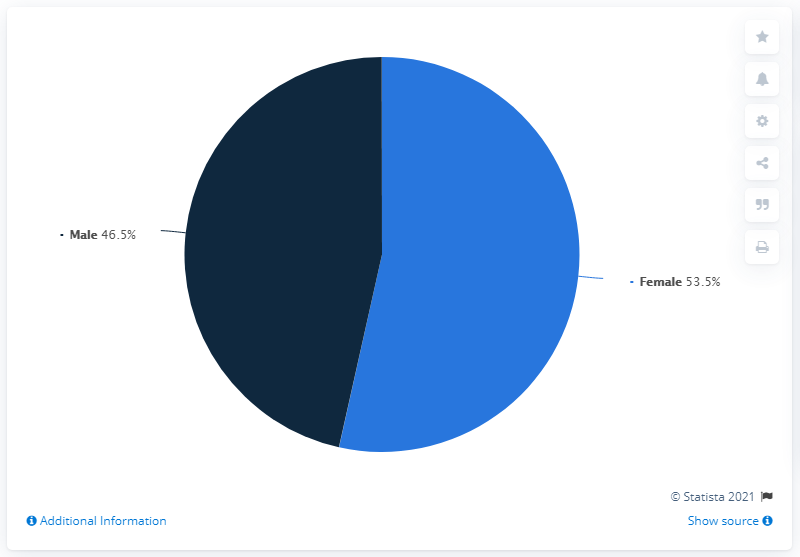 Male 46.5%
Female 53.5%
© Statista 2021
Additional Information
Show source